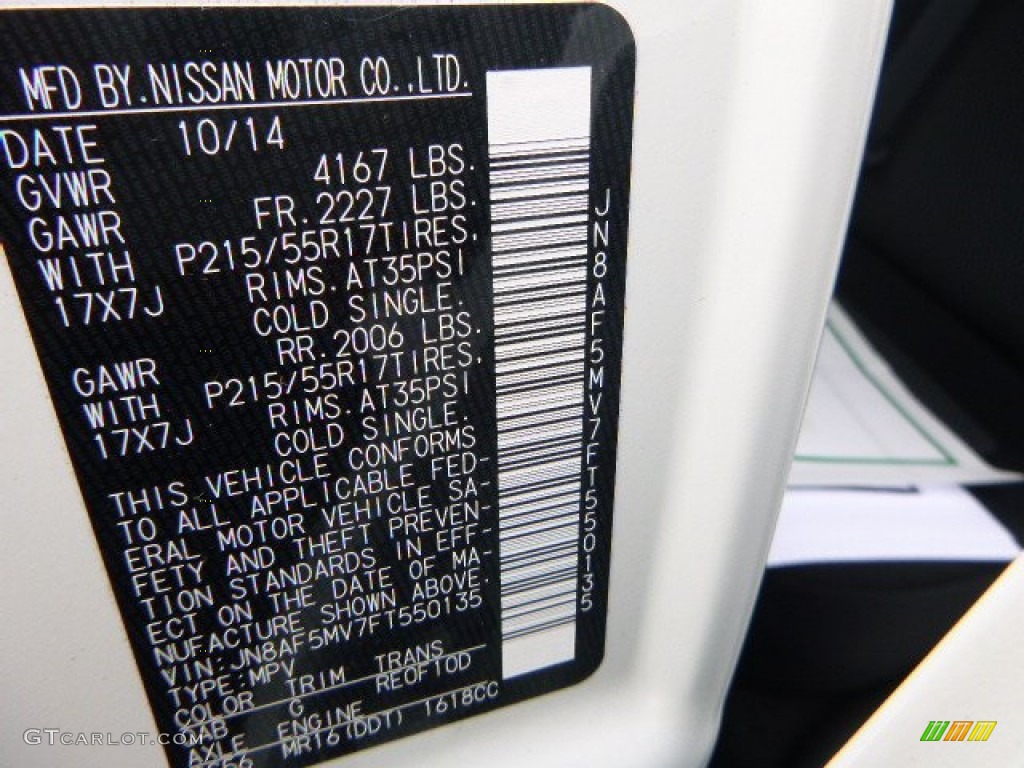 MFD BY.NISSAN MOTOR CO.,LTD.
DATE 10/14
GVWR 4167 LBS.
GAWR FR.2227 LBS.
WITH P215/55R17TIRES,
17X7J RIMS.AT35PSI
COLD SINGLE.
GAWR RR.2006 LBS.
WITH P215/55R17TIRES,
17X7J RIMS.AT35PSI
COLD SINGLE.
THIS VEHICLE CONFORMS
TO ALL APPLICABLE FED-
ERAL MOTOR VEHICLE SA-
FETY AND THEFT PREVEN-
TION STANDARDS IN EFF-
ECT ON THE DATE OF MA-
NUFACTURE SHOWN ABOVE.
VIN:JN8AF5MV7FT550135
TYPE:MPV
COLOR TRIM TRANS
QAB G RE0F10D
AXLE ENGINE
MR16(DDT) 1618CC
JN8AF5MV7FT550135
GTCARLOT.COM